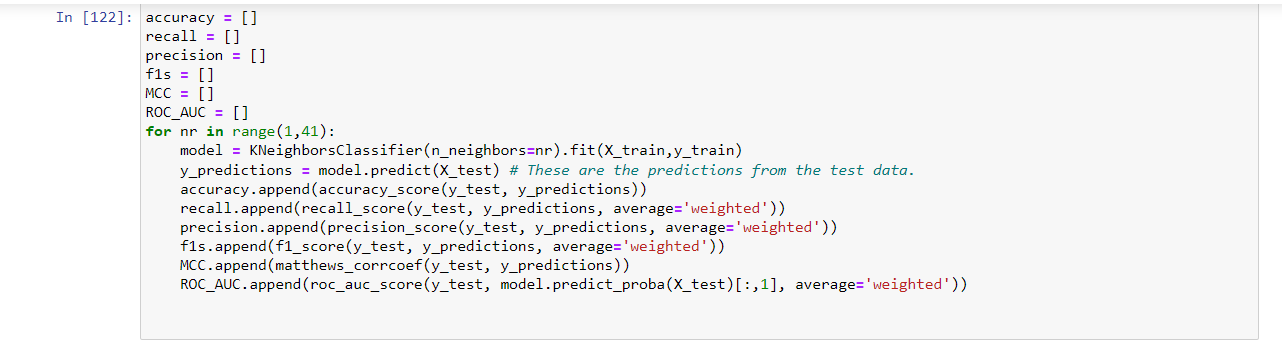 In [122]: accuracy = []
recall = []
precision = []
f1s = []
MCC = []
ROC_AUC = []
for nr in range(1,41):
    model = KNeighborsClassifier(n_neighbors=nr).fit(X_train,y_train)
    y_predictions = model.predict(X_test) # These are the predictions from the test data.
    accuracy.append(accuracy_score(y_test, y_predictions))
    recall.append(recall_score(y_test, y_predictions, average='weighted'))
    precision.append(precision_score(y_test, y_predictions, average='weighted'))
    f1s.append(f1_score(y_test, y_predictions, average='weighted'))
    MCC.append(matthews_corrcoef(y_test, y_predictions))
    ROC_AUC.append(roc_auc_score(y_test, model.predict_proba(X_test)[:,1], average='weighted'))